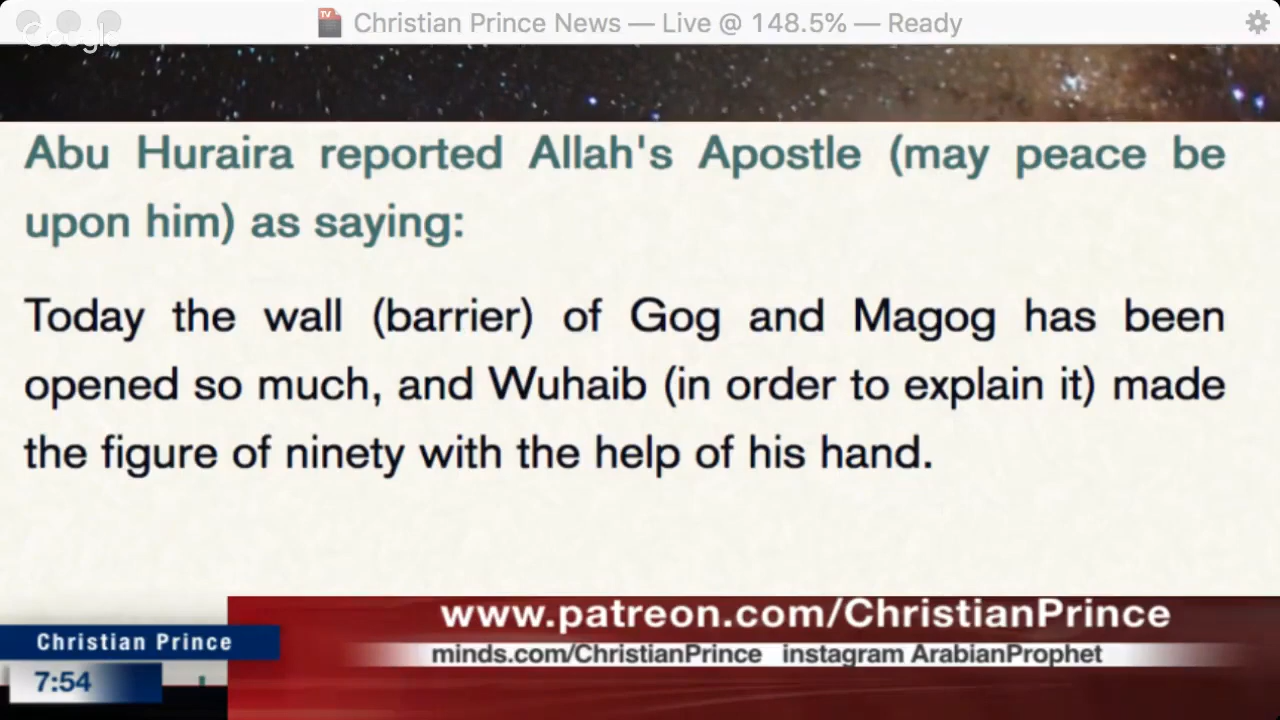 Christian Prince News — Live @ 148.5% — Ready
Google
TV
Abu Huraira reported Allah's Apostle (may peace be
upon him) as saying:
Today the wall (barrier) of Gog and Magog has been
opened so much, and Wuhaib (in order to explain it) made
the figure of ninety with the help of his hand.
www.patreon.com/ChristianPrince
Christian Prince
minds.com/ChristianPrince instagram ArabianProphet
7:54